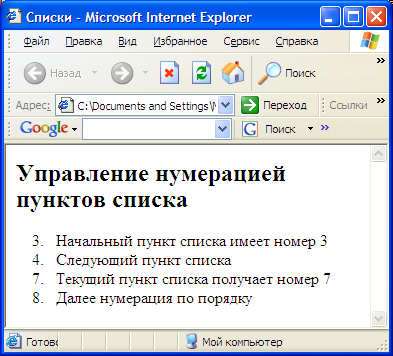 Списки - Microsoft Internet Explorer
Файл Правка Вид Избранное Сервис Справка
Назад Поиск
Адрес: C:\Documents and Settings\ Переход Ссылки
Google Поиск
Управление нумерацией
пунктов списка
3. Начальный пункт списка имеет номер 3
4. Следующий пункт списка
7. Текущий пункт списка получает номер 7
8. Далее нумерация по порядку
Готово Мой компьютер